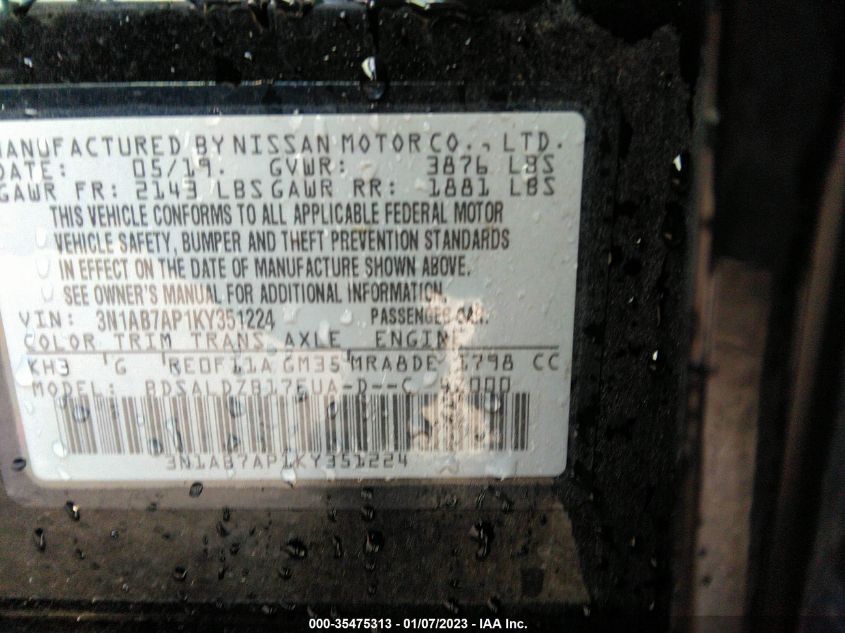 MANUFACTURED BY NISSAN MOTOR CO., LTD.
DATE: 05/19. GVWR: 3876 LBS
GAWR FR: 2143 LBS GAWR RR: 1881 LBS
THIS VEHICLE CONFORMS TO ALL APPLICABLE FEDERAL MOTOR
VEHICLE SAFETY, BUMPER AND THEFT PREVENTION STANDARDS
IN EFFECT ON THE DATE OF MANUFACTURE SHOWN ABOVE.
SEE OWNER'S MANUAL FOR ADDITIONAL INFORMATION
VIN: 3N1AB7AP1KY351224 PASSENGER CAR.
COLOR TRIM TRANS AXLE ENGINE
KH3 G RE0F11A GM35 MRA8DE 1798 CC
MODEL:
3N1AB7AP1KY351224
000-35475313 - 01/07/2023 - IAA Inc.